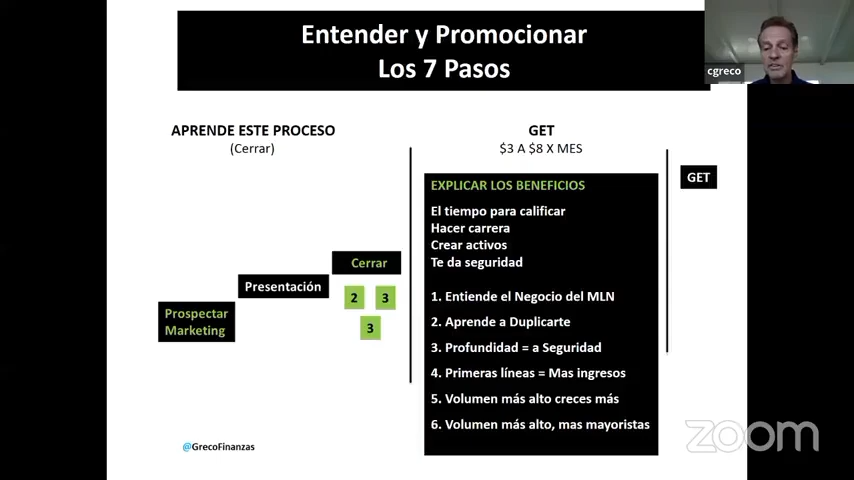 Entender y Promocionar
Los 7 Pasos
cgreco
APRENDE ESTE PROCESO
(Cerrar)
GET
$3 A $8 X MES
GET
EXPLICAR LOS BENEFICIOS
El tiempo para calificar
Hacer carrera
Crear activos
Te da seguridad
Cerrar
Presentación
2
3
3
Prospectar
Marketing
1. Entiende el Negocio del MLN
2. Aprende a Duplicarte
3. Profundidad = a Seguridad
4. Primeras líneas = Mas ingresos
5. Volumen más alto creces más
6. Volumen más alto, mas mayoristas
@GrecoFinanzas
zoom